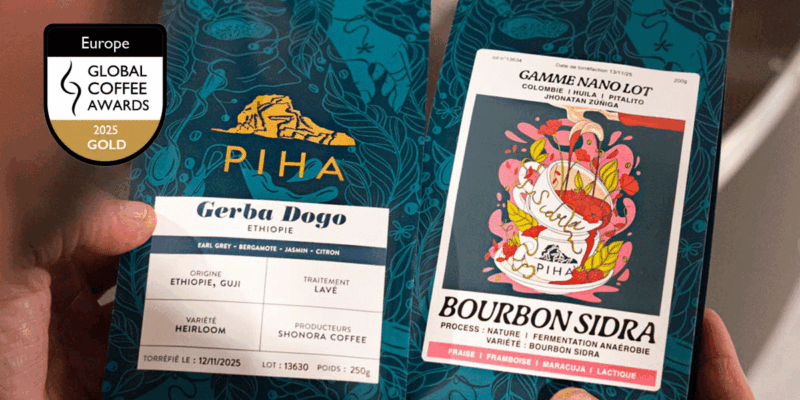 Europe
GLOBAL
COFFEE
AWARDS
2025
GOLD
PIHA
Gerba Dogo
ETHIOPIE
EARL GREY - BERGAMOTE - JASMIN - CITRON
ORIGINE
ETHIOPIE, GUJI
TRAITEMENT
LAVÉ
VARIÉTÉ
HEIRLOOM
PRODUCTEURS
SHONORA COFFEE
TORRÉFIÉ LE : 12/11/2025 LOT : 13630 POIDS : 250g
lot n°13634 Date de torréfaction 13/11/25 200g
GAMME NANO LOT
COLOMBIE | HUILA | PITALITO
JHONATAN ZUÑIGA
PIHA
BOURBON SIDRA
PROCESS : NATURE | FERMENTATION ANAÉROBIE
VARIÉTÉ : BOURBON SIDRA
FRAISE | FRAMBOISE | MARACUJA | LACTIQUE